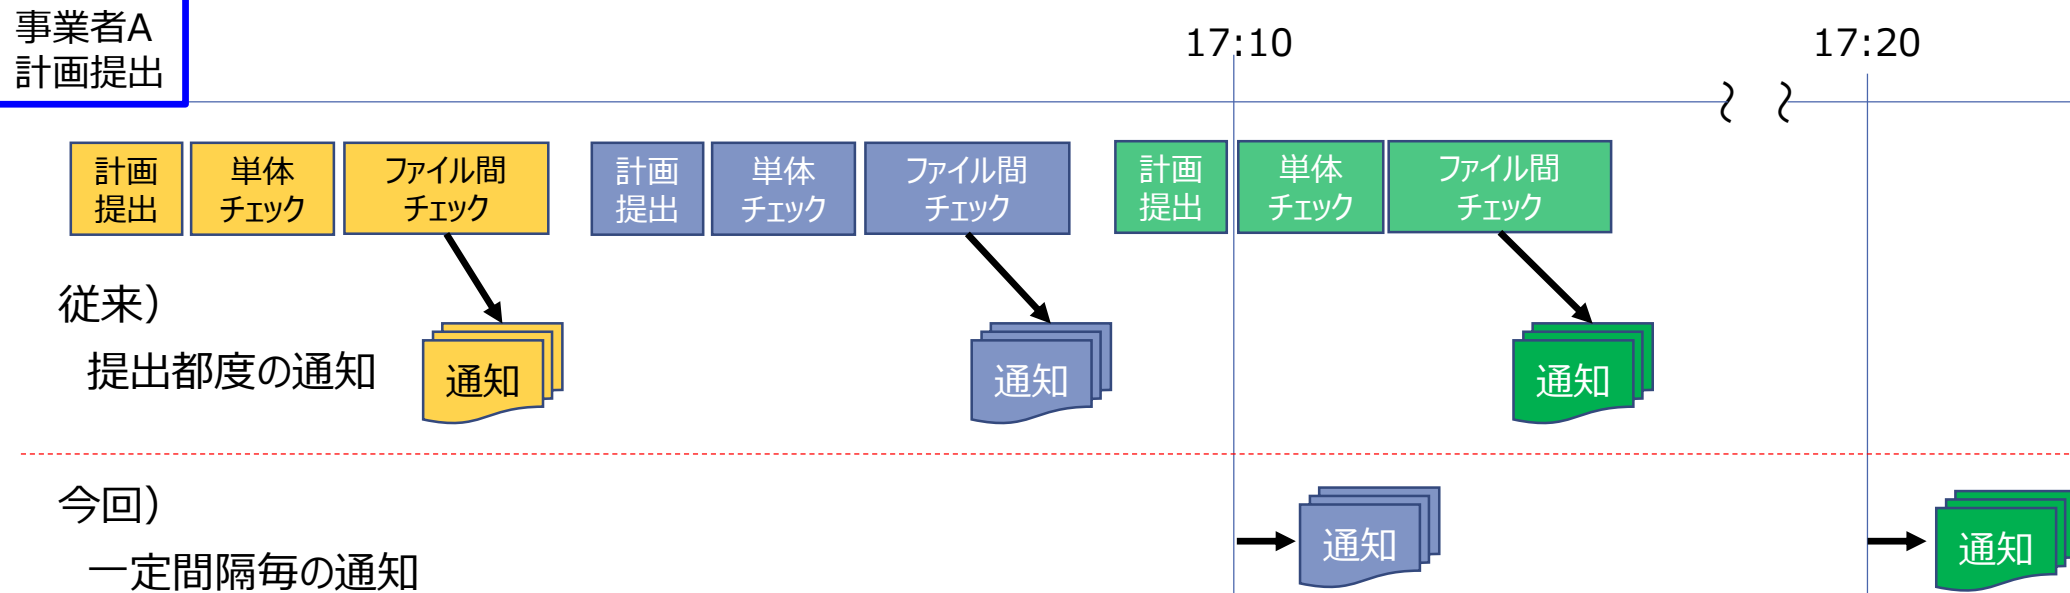 事業者A
計画提出
17:10
17:20
計画
提出
単体
チェック
ファイル間
チェック
計画
提出
単体
チェック
ファイル間
チェック
計画
提出
単体
チェック
ファイル間
チェック
従来）
提出都度の通知
通知
通知
通知
今回）
一定間隔毎の通知
通知
通知